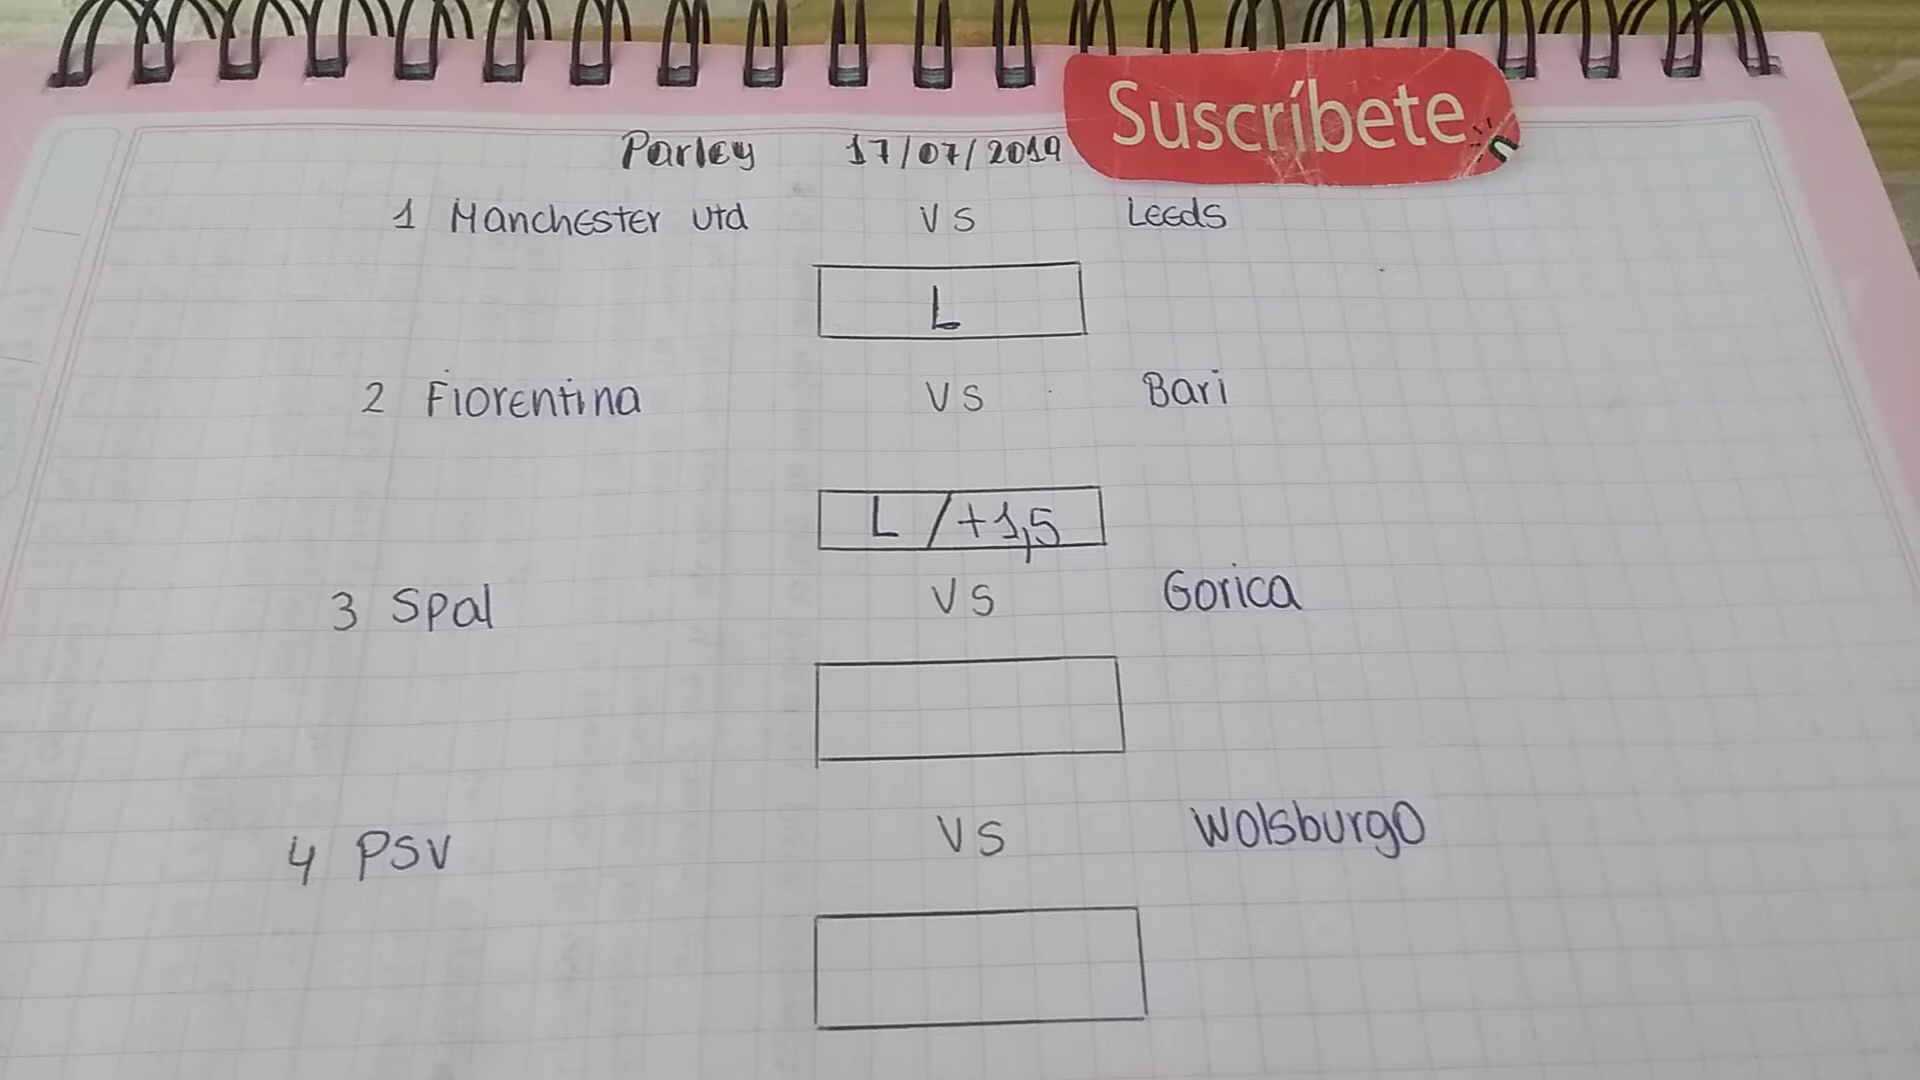 Suscríbete
Parley 17/07/2019
1 Manchester Utd VS Leeds
L
2 Fiorentina VS Bari
L/+1,5
3 Spal VS Gorica
4 PSV VS Wolsburgo